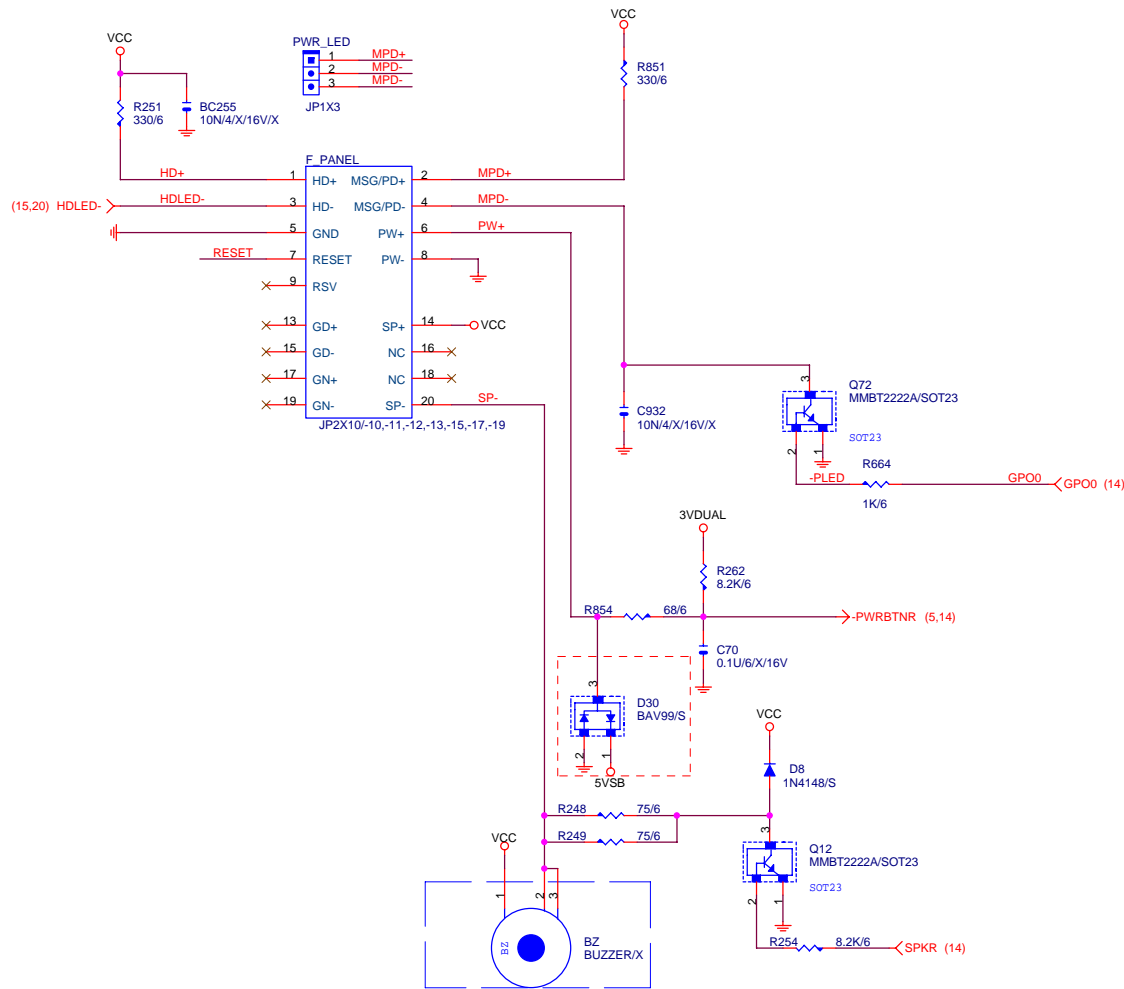 VCC
PWR_LED
1 MPD+
2 MPD-
3 MPD-
JP1X3
VCC
R851
330/6
R251
330/6
BC255
10N/4/X/16V/X
F_PANEL
HD+ 1 HD+ MSG/PD+ 2 MPD+
(15,20) HDLED- HDLED- 3 HD- MSG/PD- 4 MPD-
5 GND PW+ 6 PW+
RESET 7 RESET PW- 8
9 RSV
13 GD+ SP+ 14 VCC
15 GD- NC 16
17 GN+ NC 18
19 GN- SP- 20 SP-
JP2X10/-10,-11,-12,-13,-15,-17,-19
C932
10N/4/X/16V/X
3
Q72
MMBT2222A/SOT23
SOT23
2
1
-PLED
R664
1K/6
GPO0
GPO0 (14)
3VDUAL
R262
8.2K/6
R854
68/6
-PWRBTNR (5,14)
C70
0.1U/6/X/16V
3
D30
BAV99/S
2
1
5VSB
VCC
D8
1N4148/S
R248
75/6
R249
75/6
3
Q12
MMBT2222A/SOT23
SOT23
2
1
R254
8.2K/6
SPKR (14)
VCC
1
2
3
BZ
BZ
BUZZER/X